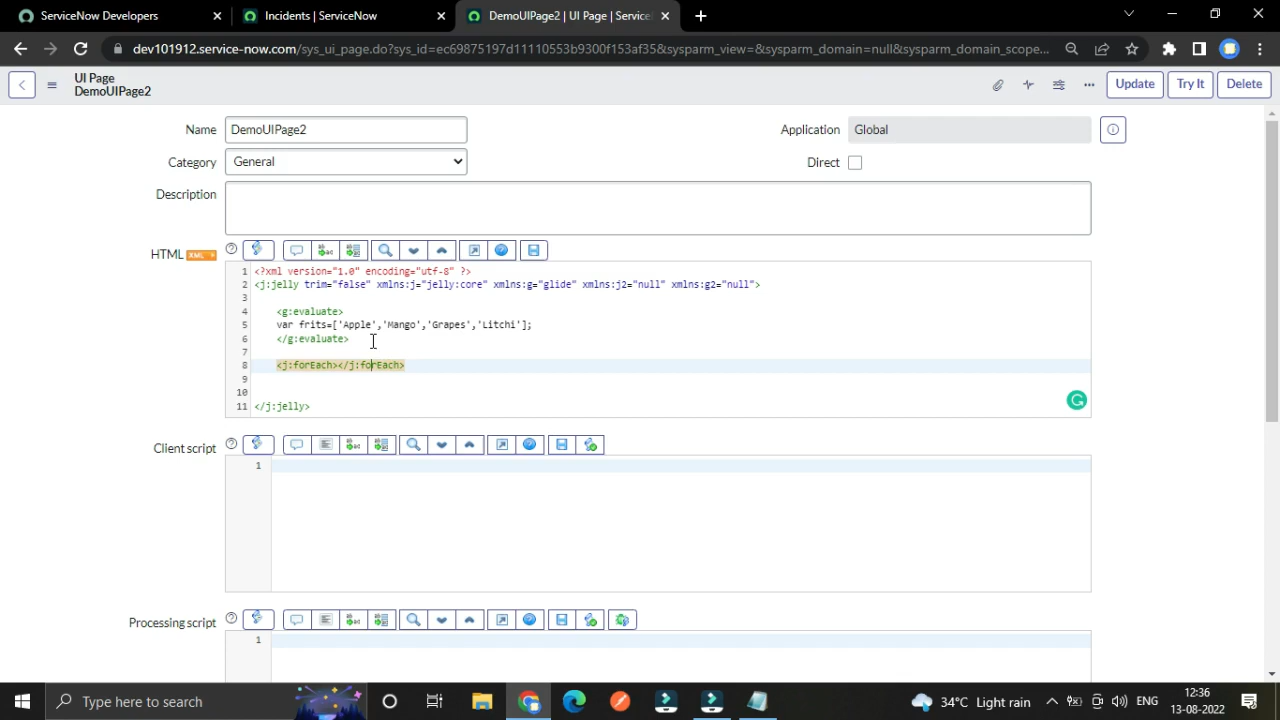 ServiceNow Developers
Incidents | ServiceNow
DemoUIPage2 | UI Page | Service
dev101912.service-now.com/sys_ui_page.do?sys_id=ec69875197d11110553b9300f153af35&sysparm_view=&sysparm_domain=null&sysparm_domain_scope...
UI Page
DemoUIPage2
Update
Try It
Delete
Name
DemoUIPage2
Application
Global
Category
General
Direct
Description
HTML XML
1 <?xml version="1.0" encoding="utf-8" ?>
2 <j:jelly trim="false" xmlns:j="jelly:core" xmlns:g="glide" xmlns:j2="null" xmlns:g2="null">
3
4 <g:evaluate>
5 var frits=['Apple','Mango','Grapes','Litchi'];
6 </g:evaluate>
7
8 <j:forEach></j:forEach>
9
10
11 </j:jelly>
Client script
1
Processing script
1
Type here to search
34°C Light rain
ENG
12:36
13-08-2022